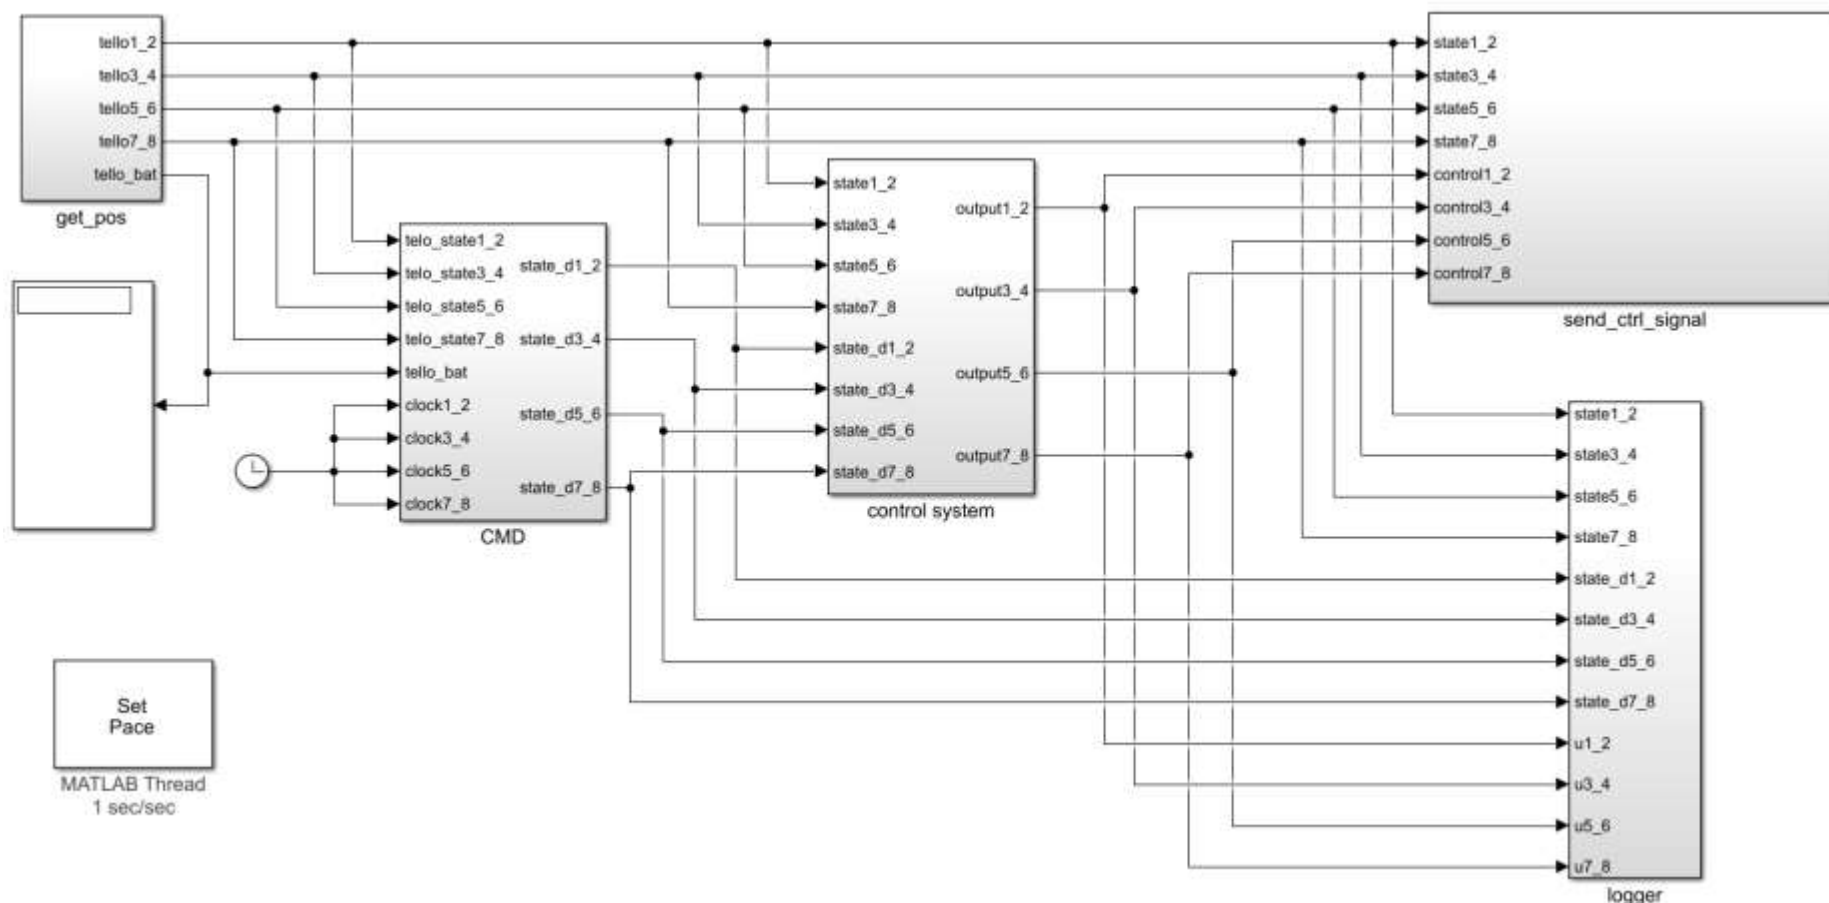 tello1_2
tello3_4
tello5_6
tello7_8
tello_bat
get_pos
telo_state1_2
telo_state3_4
telo_state5_6
telo_state7_8
tello_bat
clock1_2
clock3_4
clock5_6
clock7_8
state_d1_2
state_d3_4
state_d5_6
state_d7_8
CMD
state1_2
state3_4
state5_6
state7_8
state_d1_2
state_d3_4
state_d5_6
state_d7_8
output1_2
output3_4
output5_6
output7_8
control system
state1_2
state3_4
state5_6
state7_8
control1_2
control3_4
control5_6
control7_8
send_ctrl_signal
state1_2
state3_4
state5_6
state7_8
state_d1_2
state_d3_4
state_d5_6
state_d7_8
u1_2
u3_4
u5_6
u7_8
logger
Set
Pace
MATLAB Thread
1 sec/sec